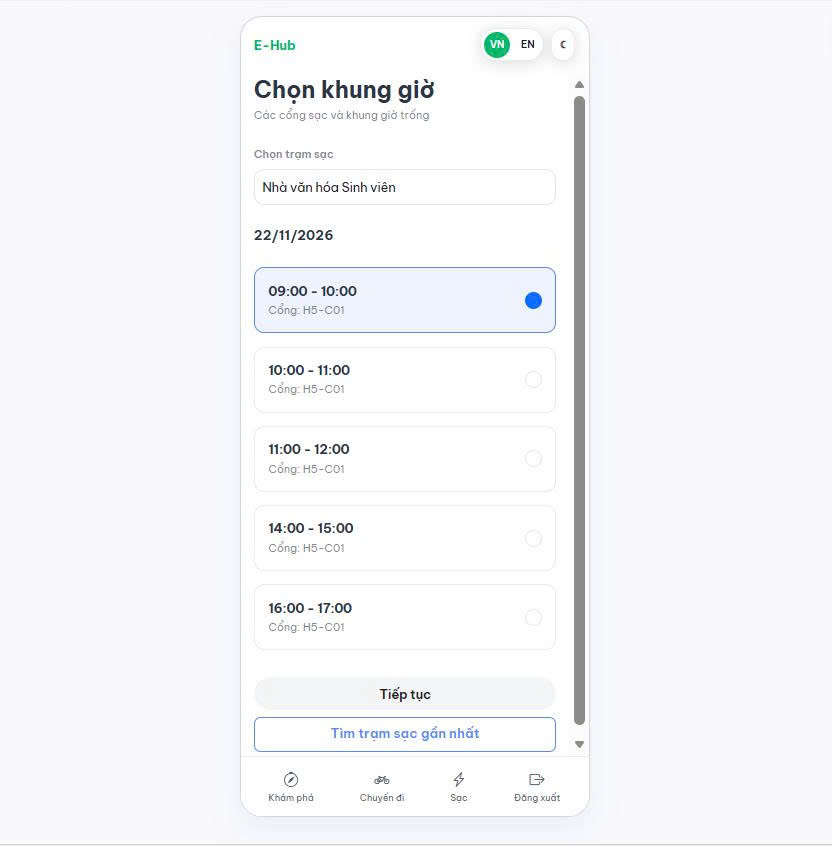 E-Hub
VN EN
Chọn khung giờ
Các cổng sạc và khung giờ trống
Chọn trạm sạc
Nhà văn hóa Sinh viên
22/11/2026
09:00 - 10:00
Cổng: H5-C01
10:00 - 11:00
Cổng: H5-C01
11:00 - 12:00
Cổng: H5-C01
14:00 - 15:00
Cổng: H5-C01
16:00 - 17:00
Cổng: H5-C01
Tiếp tục
Tìm trạm sạc gần nhất
Khám phá Chuyến đi Sạc Đăng xuất